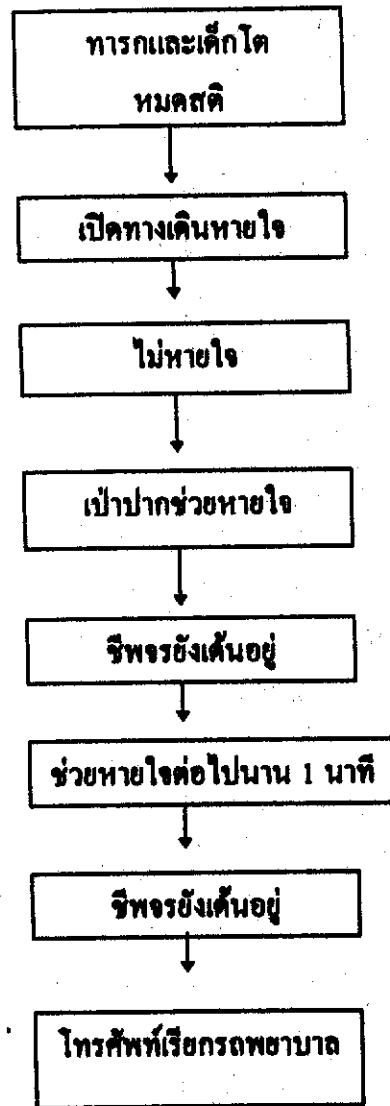 ทารกและเด็กโต
หมดสติ
เปิดทางเดินหายใจ
ไม่หายใจ
เป่าปากช่วยหายใจ
ชีพจรยังเต้นอยู่
ช่วยหายใจต่อไปนาน 1 นาที
ชีพจรยังเต้นอยู่
โทรศัพท์เรียกรถพยาบาล